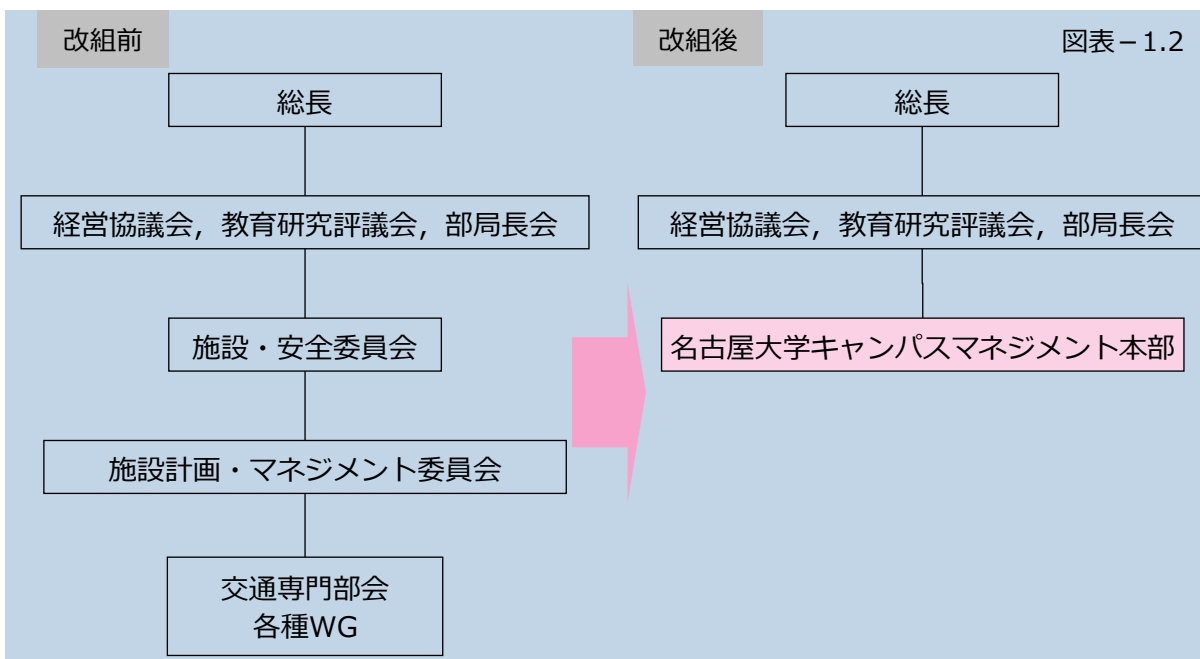 改組前
総長
経営協議会，教育研究評議会，部局長会
施設・安全委員会
施設計画・マネジメント委員会
交通専門部会
各種WG
改組後
図表－1.2
総長
経営協議会，教育研究評議会，部局長会
名古屋大学キャンパスマネジメント本部